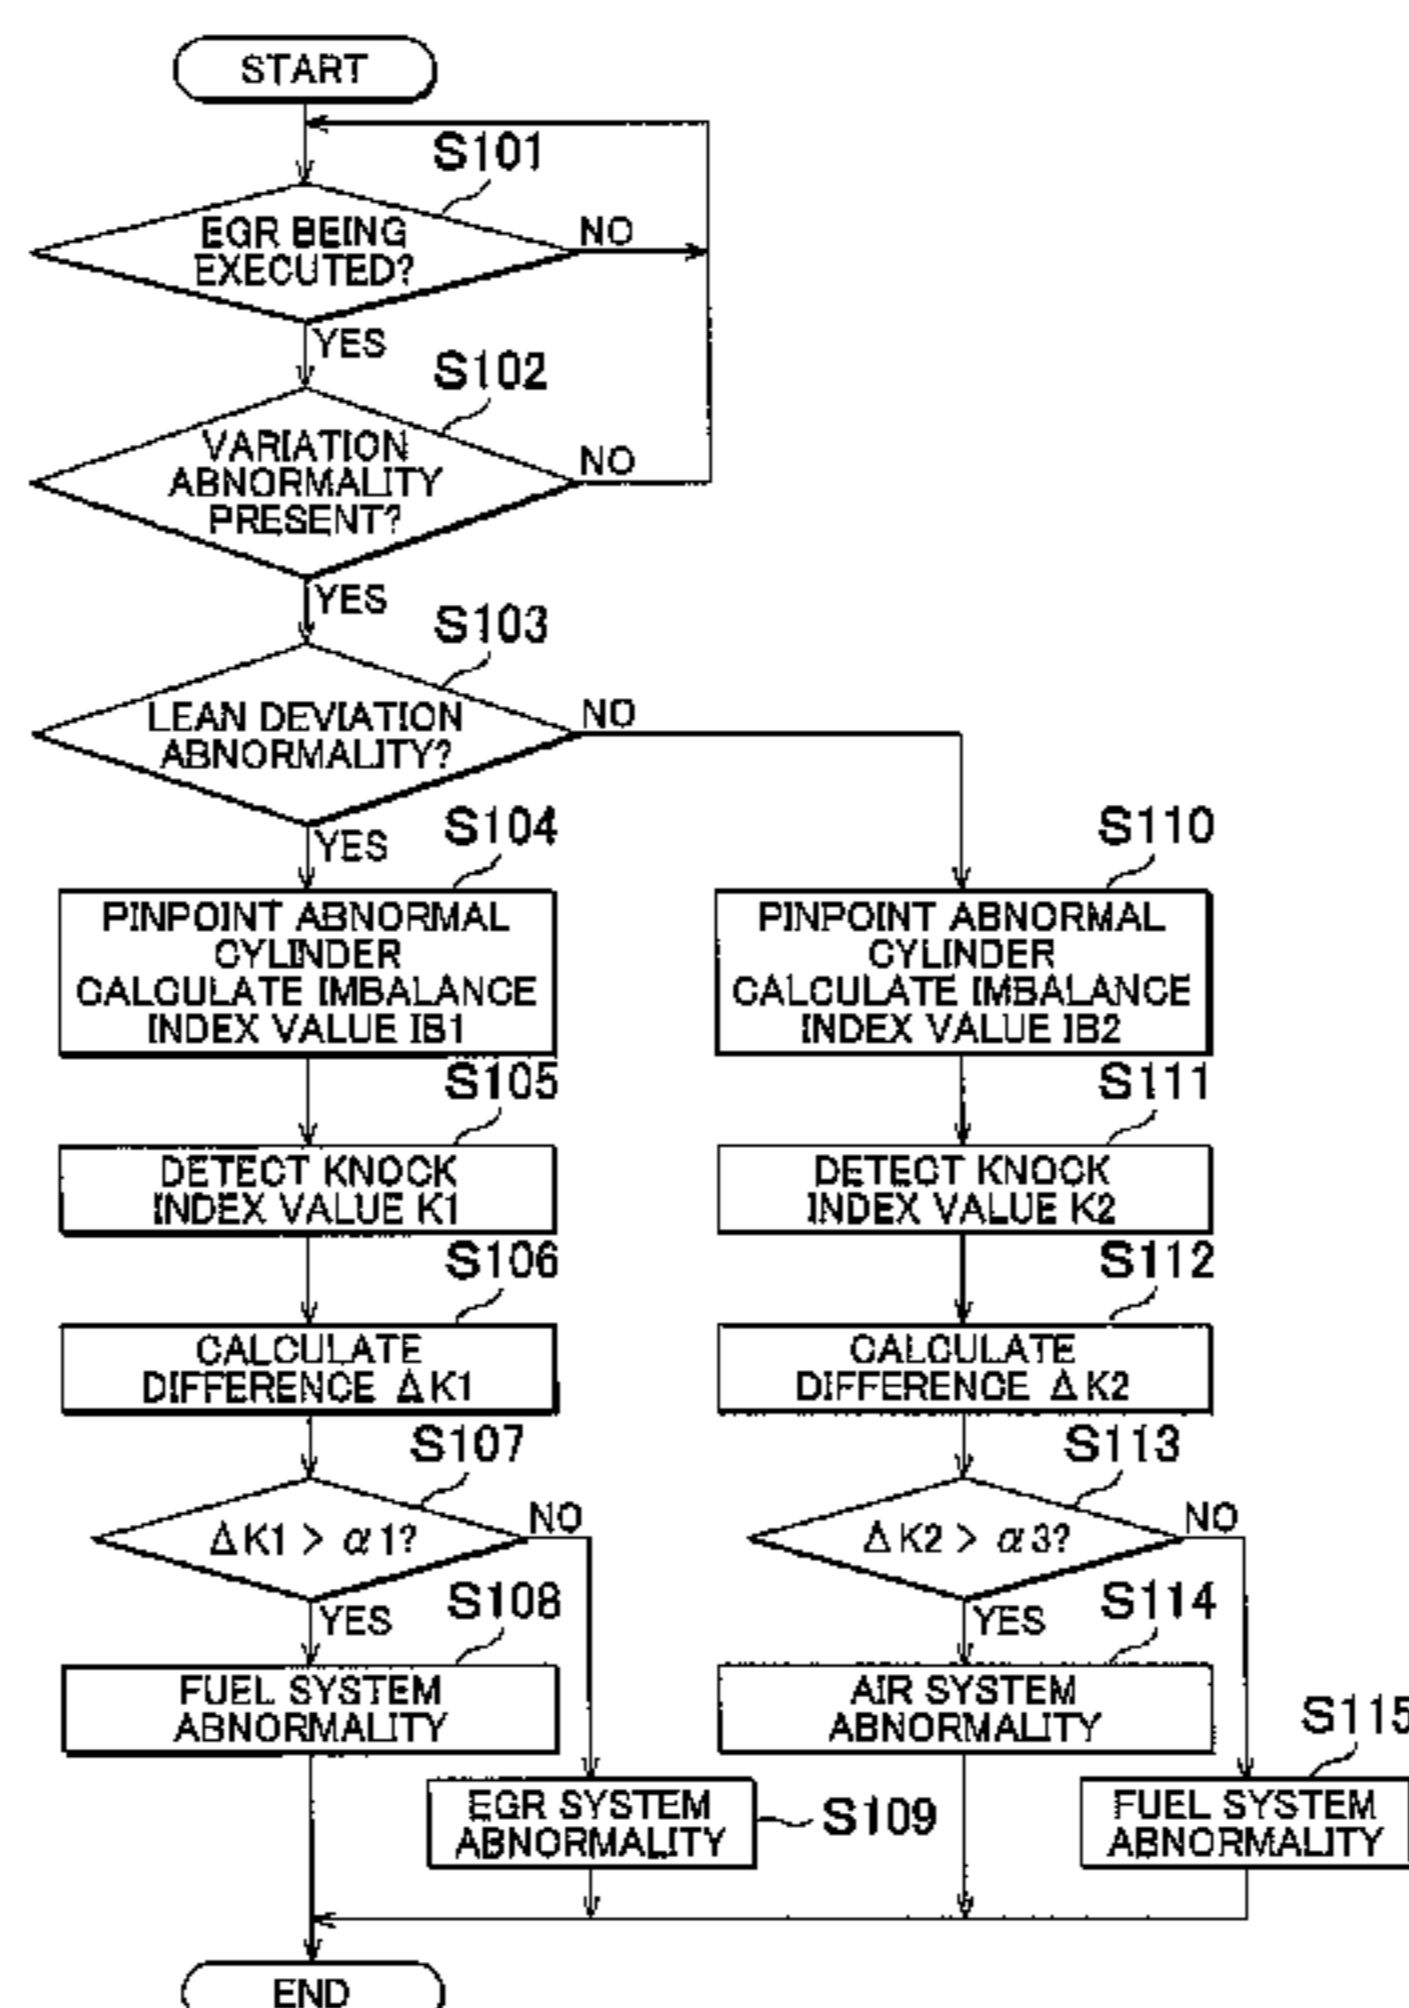 START
S101
EGR BEING
EXECUTED?
NO
YES
S102
VARIATION
ABNORMALITY
PRESENT?
NO
YES
S103
LEAN DEVIATION
ABNORMALITY?
NO
YES
S104
PINPOINT ABNORMAL
CYLINDER
CALCULATE IMBALANCE
INDEX VALUE IB1
S105
DETECT KNOCK
INDEX VALUE K1
S106
CALCULATE
DIFFERENCE ΔK1
S107
ΔK1 > α1?
NO
YES
S108
FUEL SYSTEM
ABNORMALITY
EGR SYSTEM
ABNORMALITY
S109
S110
PINPOINT ABNORMAL
CYLINDER
CALCULATE IMBALANCE
INDEX VALUE IB2
S111
DETECT KNOCK
INDEX VALUE K2
S112
CALCULATE
DIFFERENCE ΔK2
S113
ΔK2 > α3?
NO
YES
S114
AIR SYSTEM
ABNORMALITY
S115
FUEL SYSTEM
ABNORMALITY
END